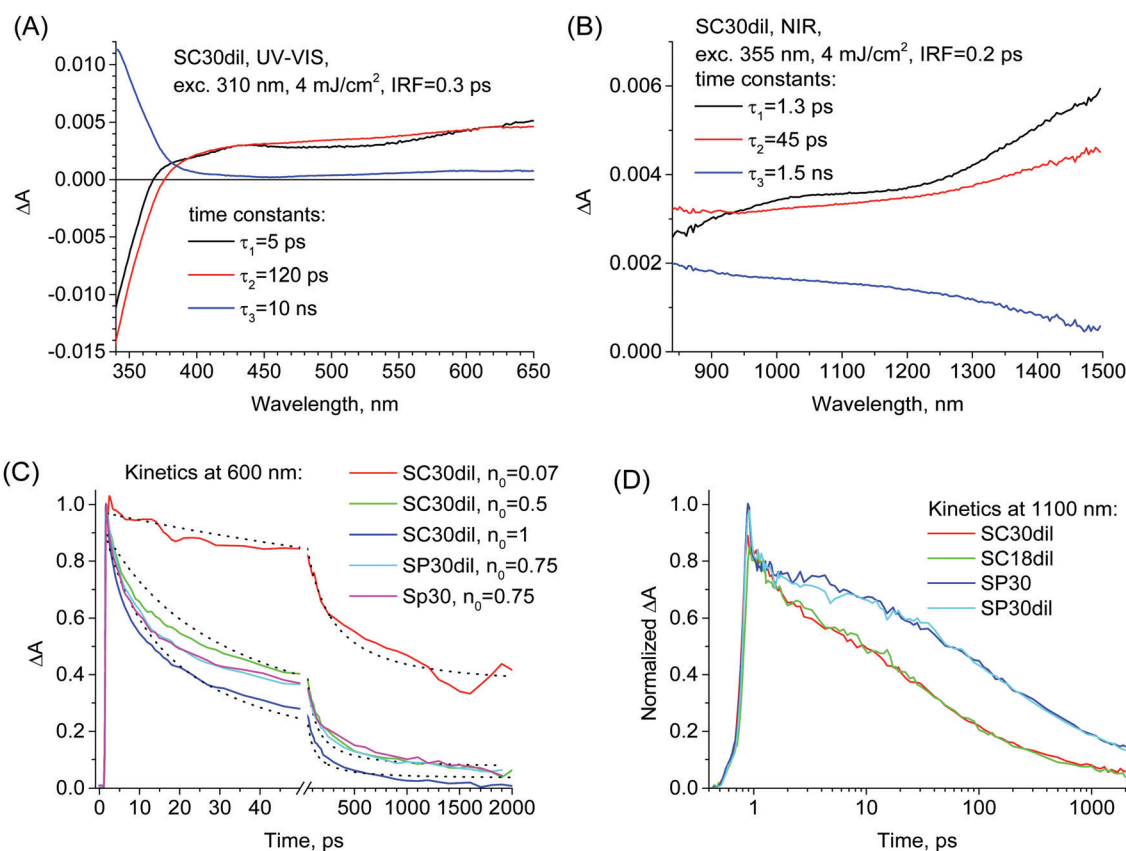 (A)
SC30dil, UV-VIS,
exc. 310 nm, 4 mJ/cm², IRF=0.3 ps
0.010
0.005
0.000
-0.005
-0.010
-0.015
ΔA
time constants:
τ₁=5 ps
τ₂=120 ps
τ₃=10 ns
350 400 450 500 550 600 650
Wavelength, nm
(B)
SC30dil, NIR,
exc. 355 nm, 4 mJ/cm², IRF=0.2 ps
time constants:
τ₁=1.3 ps
τ₂=45 ps
τ₃=1.5 ns
0.006
0.004
0.002
0.000
ΔA
900 1000 1100 1200 1300 1400 1500
Wavelength, nm
(C)
Kinetics at 600 nm:
SC30dil, n₀=0.07
SC30dil, n₀=0.5
SC30dil, n₀=1
SP30dil, n₀=0.75
Sp30, n₀=0.75
1.0
0.8
0.6
0.4
0.2
0.0
ΔA
0 10 20 30 40 500 1000 1500 2000
Time, ps
(D)
Kinetics at 1100 nm:
SC30dil
SC18dil
SP30
SP30dil
1.0
0.8
0.6
0.4
0.2
0.0
Normalized ΔA
1 10 100 1000
Time, ps